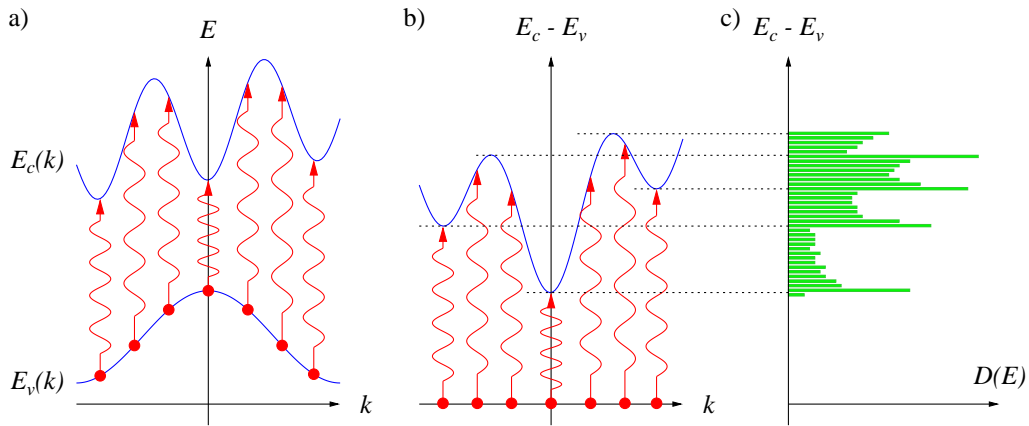 a)
E
E_c(k)
E_v(k)
k
b)
E_c - E_v
k
c)
E_c - E_v
D(E)